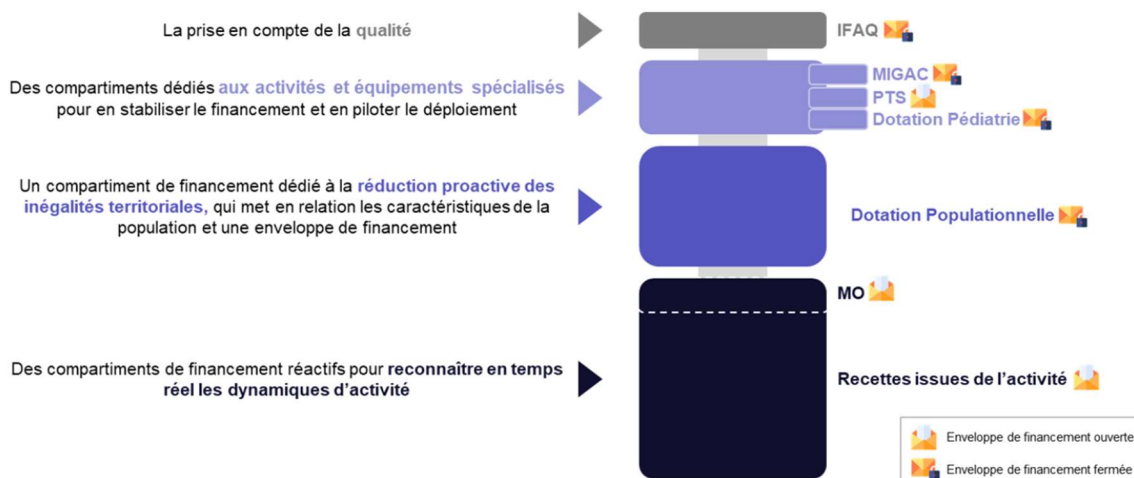 La prise en compte de la qualité
IFAQ
Des compartiments dédiés aux activités et équipements spécialisés
pour en stabiliser le financement et en piloter le déploiement
MIGAC
PTS
Dotation Pédiatrie
Un compartiment de financement dédié à la réduction proactive des
inégalités territoriales, qui met en relation les caractéristiques de la
population et une enveloppe de financement
Dotation Populationnelle
MO
Des compartiments de financement réactifs pour reconnaître en temps
réel les dynamiques d'activité
Recettes issues de l'activité
Enveloppe de financement ouverte
Enveloppe de financement fermée